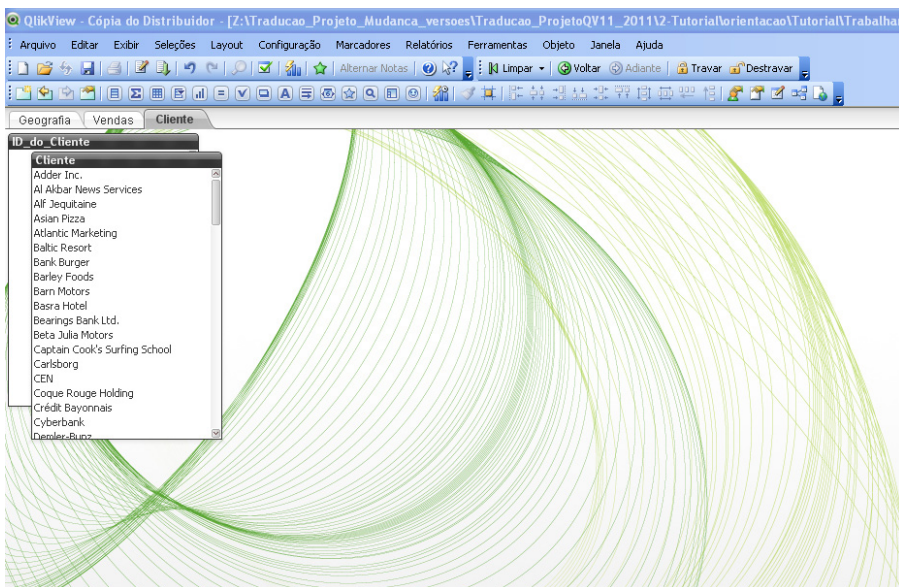 QlikView - Cópia do Distribuidor - [Z:\Traducao_Projeto_Mudanca_versoes\Traducao_ProjetoQV11_2011\2-Tutorial\orientacao\Tutorial\Trabalha
Arquivo Editar Exibir Seleções Layout Configuração Marcadores Relatórios Ferramentas Objeto Janela Ajuda
Alternar Notas Limpar Voltar Adiante Travar Destravar
Geografia Vendas Cliente
ID_do_Cliente
Cliente
Adder Inc.
Al Akbar News Services
Alf Jequitaine
Asian Pizza
Atlantic Marketing
Baltic Resort
Bank Burger
Barley Foods
Barn Motors
Basra Hotel
Bearings Bank Ltd.
Beta Julia Motors
Captain Cook's Surfing School
Carlsborg
CEN
Coque Rouge Holding
Crédit Bayonnais
Cyberbank
Demler-Bunz